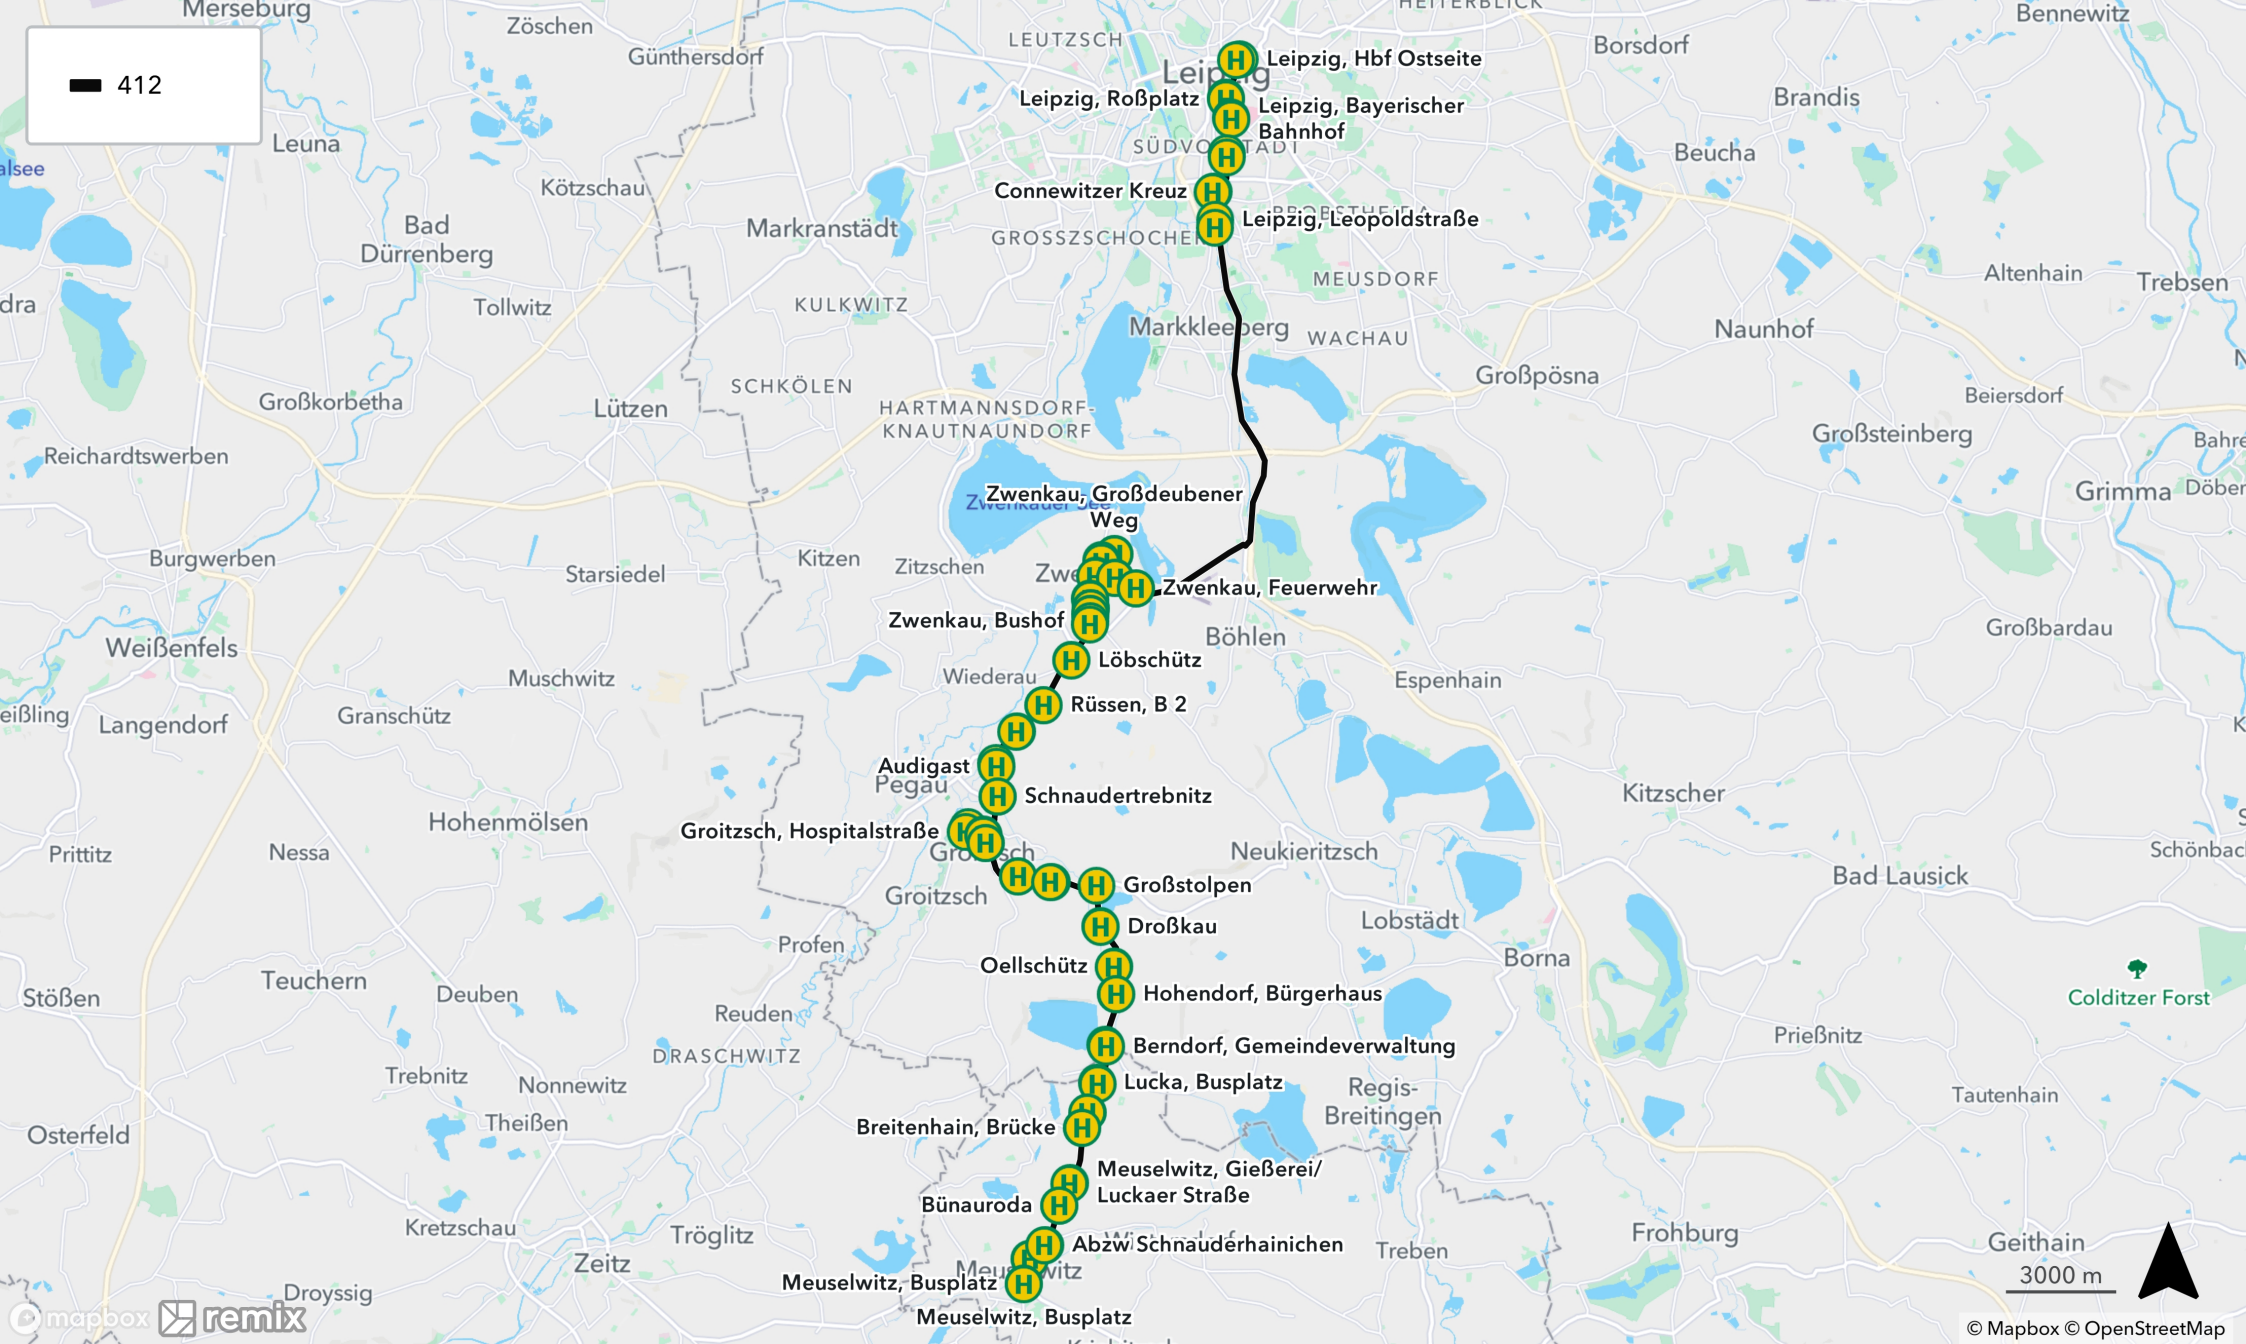 Merseburg
Zöschen
Günthersdorf
LEUTZSCH
HEITERBLICK
Borsdorf
Bennewitz
412
Leipzig
Leipzig, Hbf Ostseite
Leipzig, Roßplatz
Leipzig, Bayerischer
Bahnhof
Brandis
Leuna
Kötzschau
Beucha
Connewitzer Kreuz
Leipzig, Leopoldstraße
Bad
Dürrenberg
Markranstädt
MEUSDORF
Altenhain
Trebsen
Tollwitz
KULKWITZ
Markkleeberg
WACHAU
Naunhof
SCHKÖLEN
Großpösna
Beiersdorf
Großkorbetha
Lützen
HARTMANNSDORF-
KNAUTNAUNDORF
Großsteinberg
Reichardtswerben
Zwenkauer See
Zwenkau, Großdeubener
Weg
Grimma
Burgwerben
Starsiedel
Kitzen
Zitzschen
Zwenkau, Feuerwehr
Zwenkau, Bushof
Böhlen
Großbardau
Weißenfels
Löbschütz
Muschwitz
Wiederau
Espenhain
Rüssen, B 2
Langendorf
Granschütz
Audigast
Pegau
Schnaudertrebnitz
Kitzscher
Hohenmölsen
Groitzsch, Hospitalstraße
Prittitz
Nessa
Neukieritzsch
Groitzsch
Großstolpen
Bad Lausick
Droßkau
Lobstädt
Profen
Oellschütz
Borna
Teuchern
Deuben
Stößen
Hohendorf, Bürgerhaus
Colditzer Forst
Reuden
Prießnitz
DRASCHWITZ
Berndorf, Gemeindeverwaltung
Trebnitz
Nonnewitz
Lucka, Busplatz
Regis-
Breitingen
Tautenhain
Theißen
Osterfeld
Breitenhain, Brücke
Meuselwitz, Gießerei/
Luckaer Straße
Bünauroda
Kretzschau
Tröglitz
Frohburg
Geithain
Abzw Schnauderhainichen
Treben
Zeitz
Meuselwitz
Meuselwitz, Busplatz
3000 m
Droyssig
Meuselwitz, Busplatz
mapbox
remix
© Mapbox © OpenStreetMap